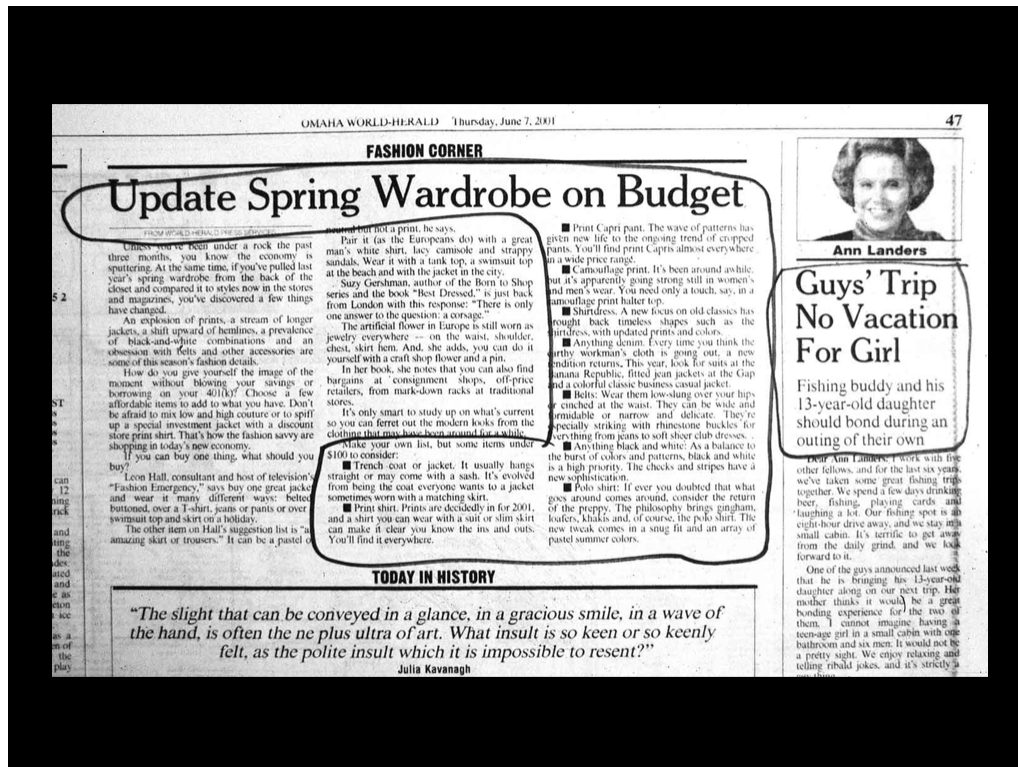 OMAHA WORLD-HERALD Thursday, June 7, 2001
47
FASHION CORNER
Update Spring Wardrobe on Budget
FROM WORLD-HERALD PRESS SERVICES
Unless you've been under a rock the past
three months, you know the economy is
sputtering. At the same time, if you've pulled last
year's spring wardrobe from the back of the
closet and compared it to styles now in the stores
and magazines, you've discovered a few things
have changed.
An explosion of prints, a stream of longer
jackets, a shift upward of hemlines, a prevalence
of black-and-white combinations and an
obsession with belts and other accessories are
some of this season's fashion details.
How do you give yourself the image of the
moment without blowing your savings or
borrowing on your 401(k)? Choose a few
affordable items to add to what you have. Don't
be afraid to mix low and high couture or to spiff
up a special investment jacket with a discount
store print shirt. That's how the fashion savvy are
shopping in today's new economy.
If you can buy one thing, what should you
buy?
Leon Hall, consultant and host of television's
"Fashion Emergency," says buy one great jacket
and wear it many different ways: belted,
buttoned, over a T-shirt, jeans or pants or over
swimsuit top and skirt on a holiday.
The other item on Hall's suggestion list is "a
amazing skirt or trousers." It can be a pastel o
neutral but not a print, he says.
Pair it (as the Europeans do) with a great
man's white shirt, lacy camisole and strappy
sandals. Wear it with a tank top, a swimsuit top
at the beach and with the jacket in the city.
Suzy Gershman, author of the Born to Shop
series and the book "Best Dressed," is just back
from London with this response: "There is only
one answer to the question: a corsage."
The artificial flower in Europe is still worn as
jewelry everywhere -- on the waist, shoulder,
chest, skirt hem. And, she adds, you can do it
yourself with a craft shop flower and a pin.
In her book, she notes that you can also find
bargains at consignment shops, off-price
retailers, from mark-down racks at traditional
stores.
It's only smart to study up on what's current
so you can ferret out the modern looks from the
clothing that may have been around for a while.
Make your own list, but some items under
$100 to consider:
■ Trench coat or jacket. It usually hangs
straight or may come with a sash. It's evolved
from being the coat everyone wants to a jacket
sometimes worn with a matching skirt.
■ Print shirt. Prints are decidedly in for 2001,
and a shirt you can wear with a suit or slim skirt
can make it clear you know the ins and outs.
You'll find it everywhere.
■ Print Capri pant. The wave of patterns has
given new life to the ongoing trend of cropped
pants. You'll find print Capris almost everywhere
in a wide price range.
■ Camouflage print. It's been around awhile,
but it's apparently going strong still in women's
and men's wear. You need only a touch, say, in a
camouflage print halter top.
■ Shirtdress. A new focus on old classics has
brought back timeless shapes such as the
shirtdress, with updated prints and colors.
■ Anything denim. Every time you think the
earthy workman's cloth is going out, a new
rendition returns. This year, look for suits at the
Banana Republic, fitted jean jackets at the Gap
and a colorful classic business casual jacket.
■ Belts: Wear them low-slung over your hips
or cinched at the waist. They can be wide and
formidable or narrow and delicate. They're
especially striking with rhinestone buckles for
everything from jeans to soft sheer club dresses.
■ Anything black and white: As a balance to
the burst of colors and patterns, black and white
is a high priority. The checks and stripes have a
new sophistication.
■ Polo shirt: If ever you doubted that what
goes around comes around, consider the return
of the preppy. The philosophy brings gingham,
loafers, khakis and, of course, the polo shirt. The
new tweak comes in a snug fit and an array of
pastel summer colors.
TODAY IN HISTORY
"The slight that can be conveyed in a glance, in a gracious smile, in a wave of
the hand, is often the ne plus ultra of art. What insult is so keen or so keenly
felt, as the polite insult which it is impossible to resent?"
Julia Kavanagh
Ann Landers
Guys' Trip
No Vacation
For Girl
Fishing buddy and his
13-year-old daughter
should bond during an
outing of their own
Dear Ann Landers: I work with five
other fellows, and for the last six years,
we've taken some great fishing trips
together. We spend a few days drinking
beer, fishing, playing cards and
laughing a lot. Our fishing spot is an
eight-hour drive away, and we stay in a
small cabin. It's terrific to get away
from the daily grind, and we look
forward to it.
One of the guys announced last week
that he is bringing his 13-year-old
daughter along on our next trip. Her
mother thinks it would be a great
bonding experience for the two of
them. I cannot imagine having a
teen-age girl in a small cabin with one
bathroom and six men. It would not be
a pretty sight. We enjoy relaxing and
telling ribald jokes, and it's strictly a
5 2
ST
can
12
ning
rick
and
ting
the
ides
ated
and
e as
eton
ice
as a
en of
the
play